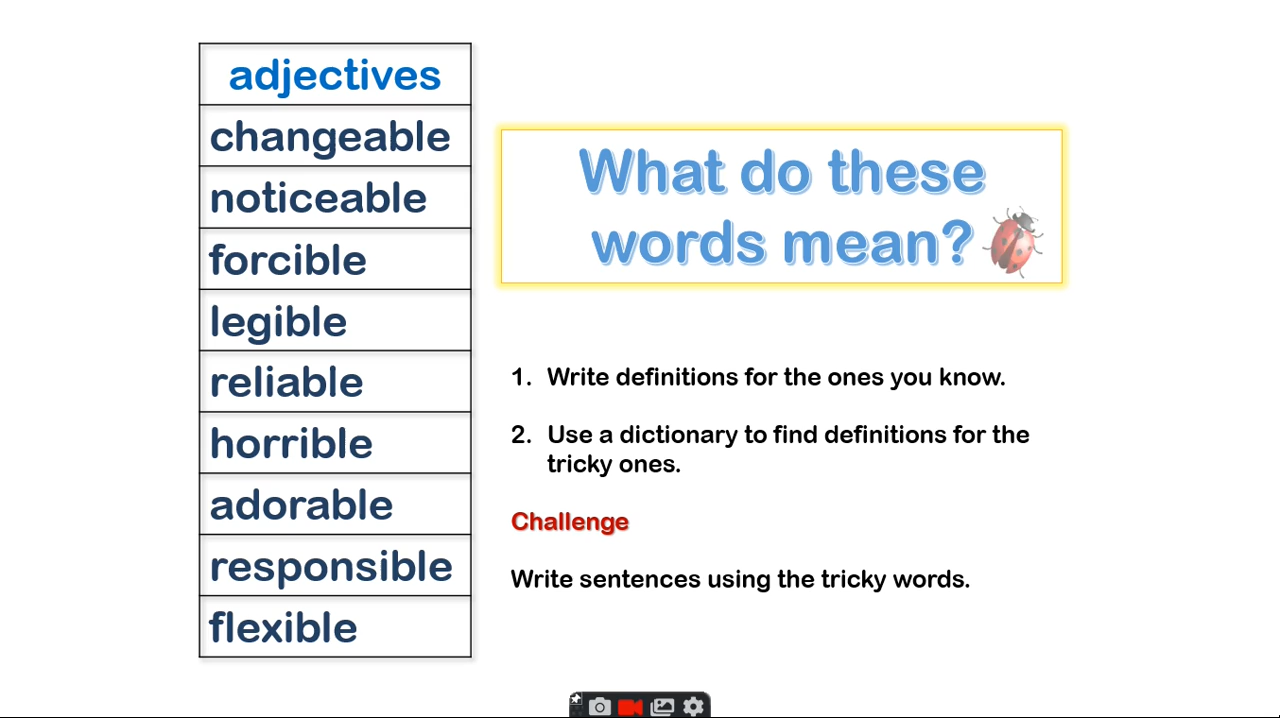 adjectives
changeable
noticeable
forcible
legible
reliable
horrible
adorable
responsible
flexible
What do these
words mean?
1. Write definitions for the ones you know.
2. Use a dictionary to find definitions for the
tricky ones.
Challenge
Write sentences using the tricky words.